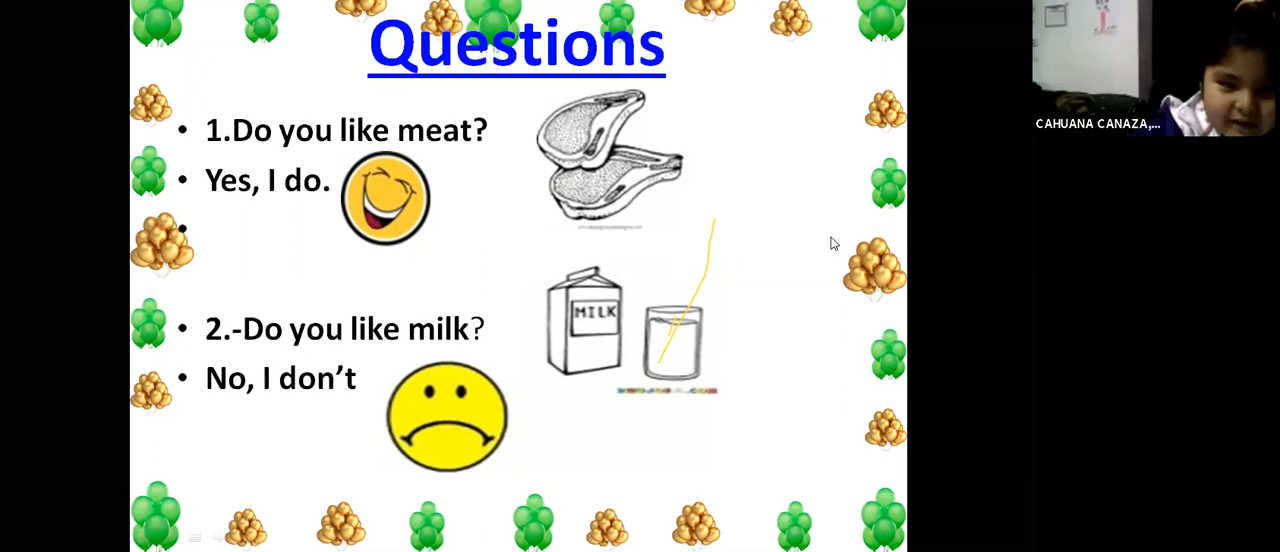 Questions
• 1.Do you like meat?
• Yes, I do.
•
• 2.-Do you like milk?
• No, I don’t
MILK
CAHUANA CANAZA,...